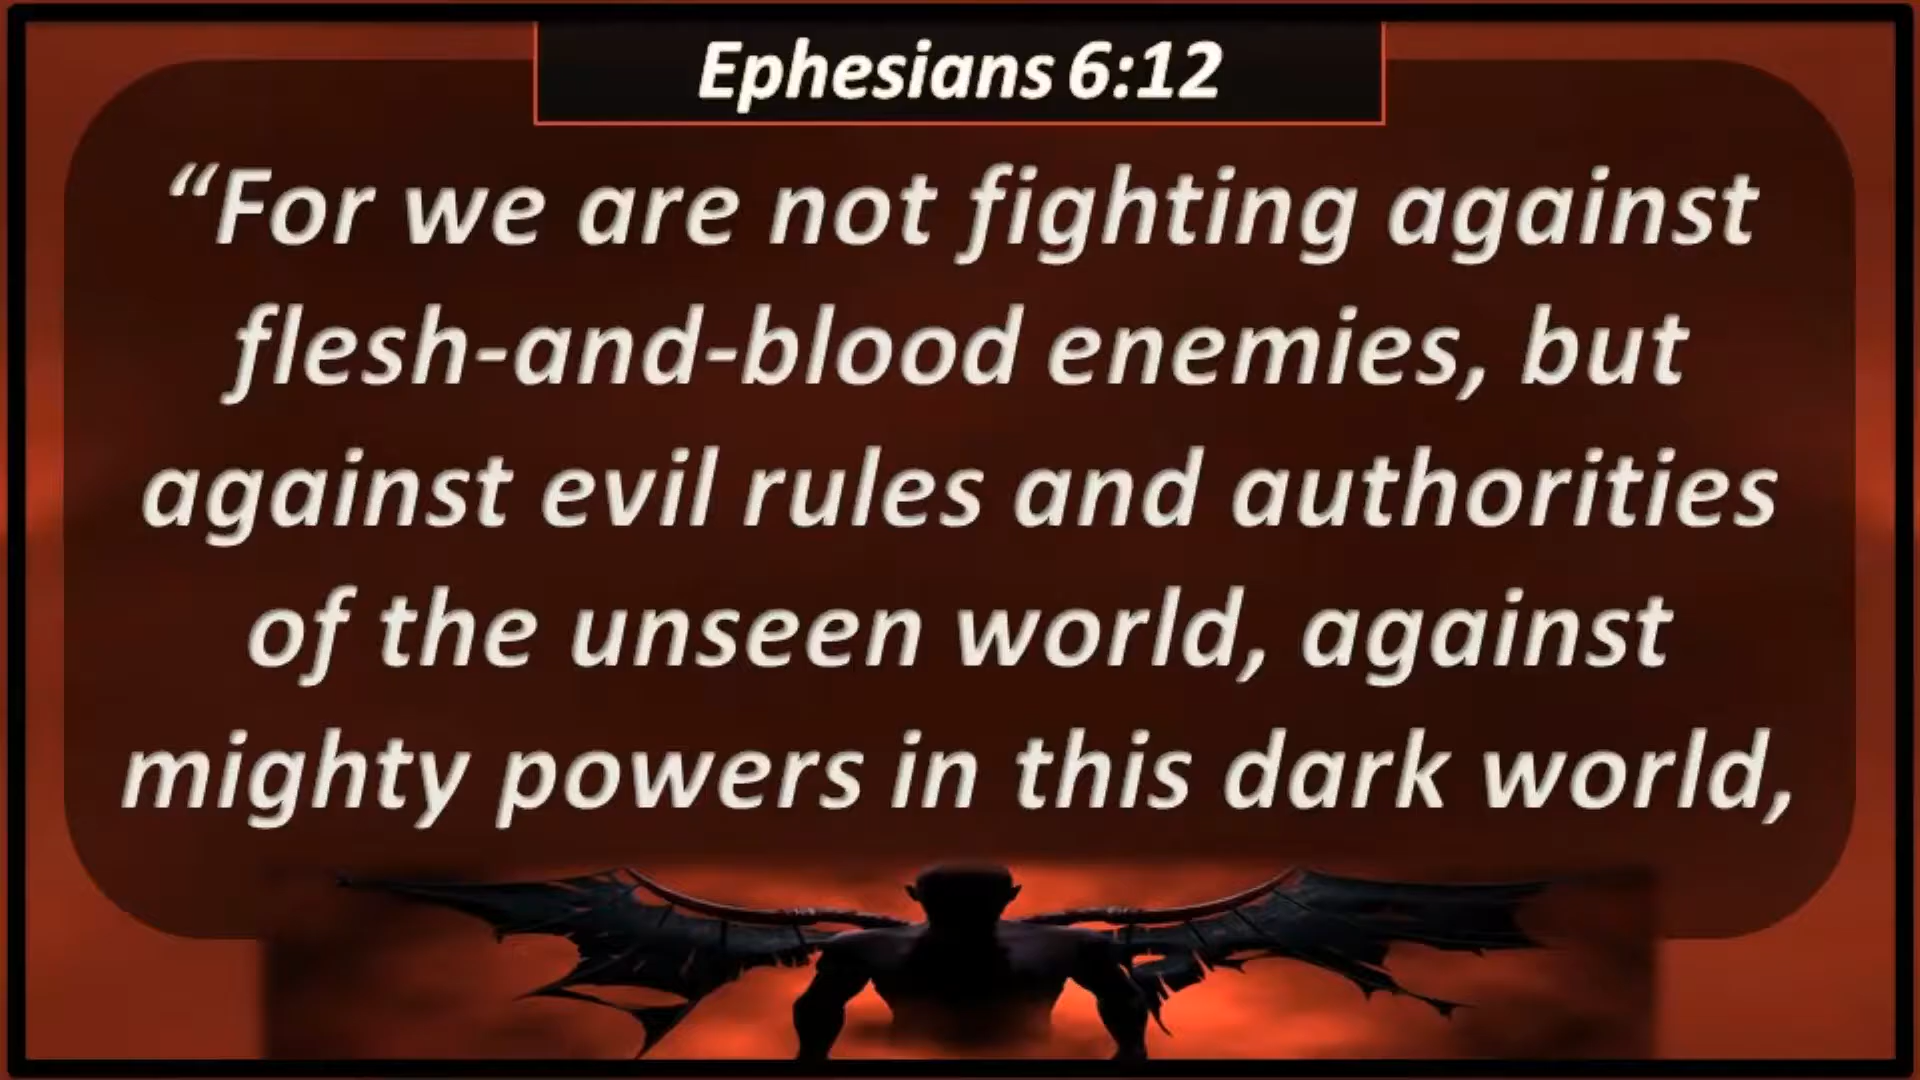 Ephesians 6:12
“For we are not fighting against
flesh-and-blood enemies, but
against evil rules and authorities
of the unseen world, against
mighty powers in this dark world,